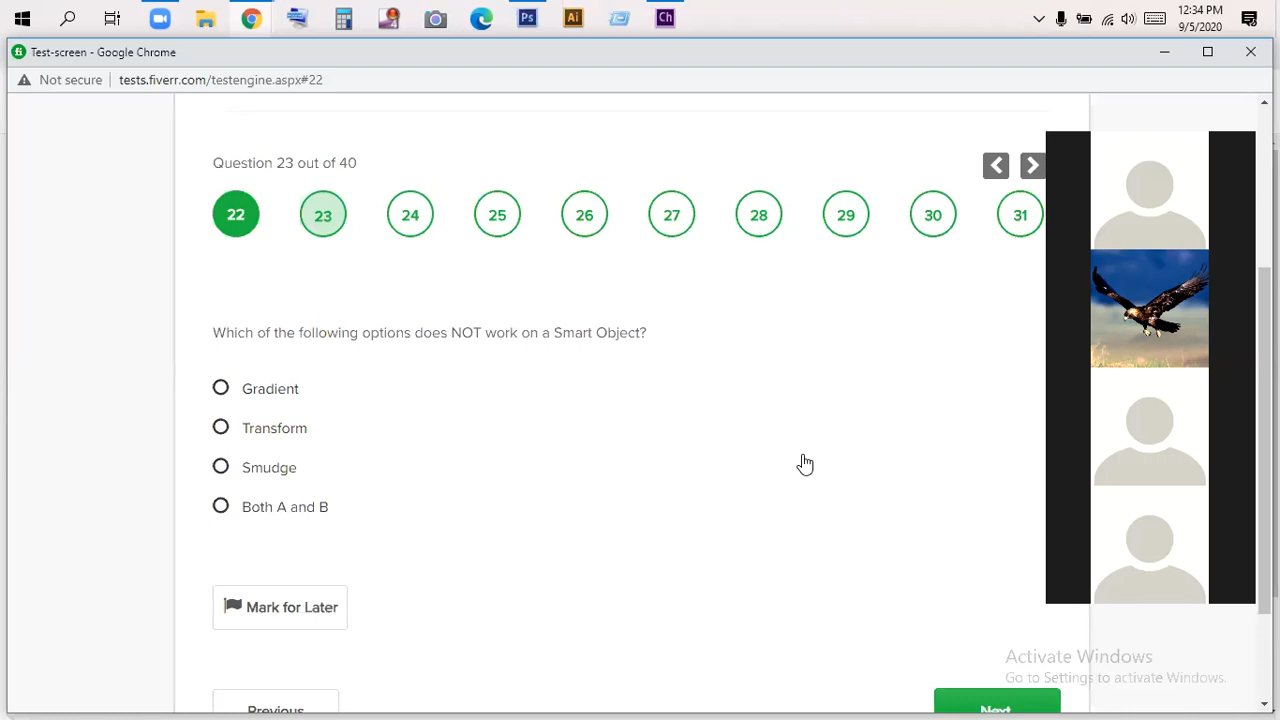 Ps
Ai
Ch
12:34 PM
9/5/2020
Test-screen - Google Chrome
Not secure
tests.fiverr.com/testengine.aspx#22
Question 23 out of 40
22 23 24 25 26 27 28 29 30 31
Which of the following options does NOT work on a Smart Object?
Gradient
Transform
Smudge
Both A and B
Mark for Later
Activate Windows
Go to Settings to activate Windows.
Previous
Next